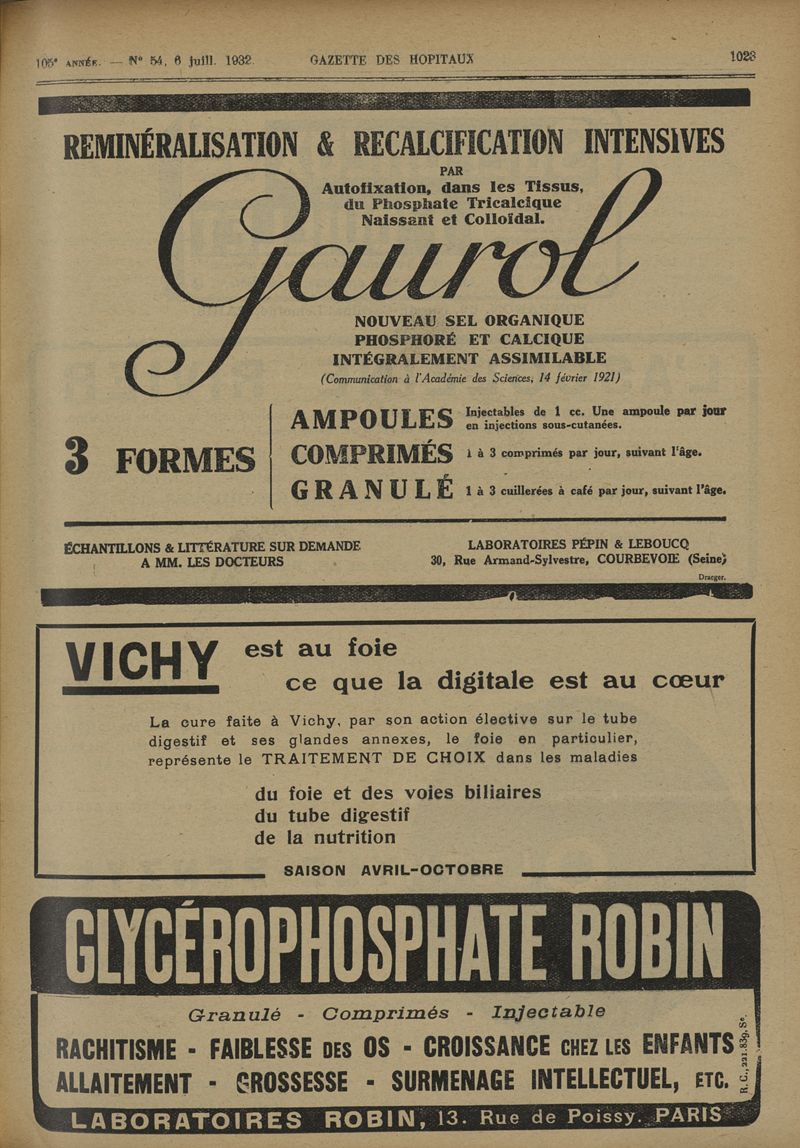 105e ANNÉE. — N° 54, 6 juill. 1932. GAZETTE DES HOPITAUX 1023
REMINÉRALISATION & RECALCIFICATION INTENSIVES
PAR
Autofixation, dans les Tissus,
du Phosphate Tricalcique
Naissant et Colloïdal.
Gaurol
NOUVEAU SEL ORGANIQUE
PHOSPHORÉ ET CALCIQUE
INTÉGRALEMENT ASSIMILABLE
(Communication à l'Académie des Sciences, 14 février 1921)
3 FORMES
AMPOULES Injectables de 1 cc. Une ampoule par jour
en injections sous-cutanées.
COMPRIMÉS 1 à 3 comprimés par jour, suivant l'âge.
GRANULÉ 1 à 3 cuillerées à café par jour, suivant l'âge.
ÉCHANTILLONS & LITTÉRATURE SUR DEMANDE
A MM. LES DOCTEURS
LABORATOIRES PÉPIN & LEBOUCQ
30, Rue Armand-Sylvestre, COURBEVOIE (Seine)
Draeger.
VICHY est au foie
ce que la digitale est au cœur
La cure faite à Vichy, par son action élective sur le tube
digestif et ses glandes annexes, le foie en particulier,
représente le TRAITEMENT DE CHOIX dans les maladies
du foie et des voies biliaires
du tube digestif
de la nutrition
SAISON AVRIL-OCTOBRE
GLYCÉROPHOSPHATE ROBIN
Granulé - Comprimés - Injectable
RACHITISME - FAIBLESSE DES OS - CROISSANCE CHEZ LES ENFANTS
ALLAITEMENT - GROSSESSE - SURMENAGE INTELLECTUEL, ETC.
R. C., 221.839, Se.
LABORATOIRES ROBIN, 13. Rue de Poissy. PARIS